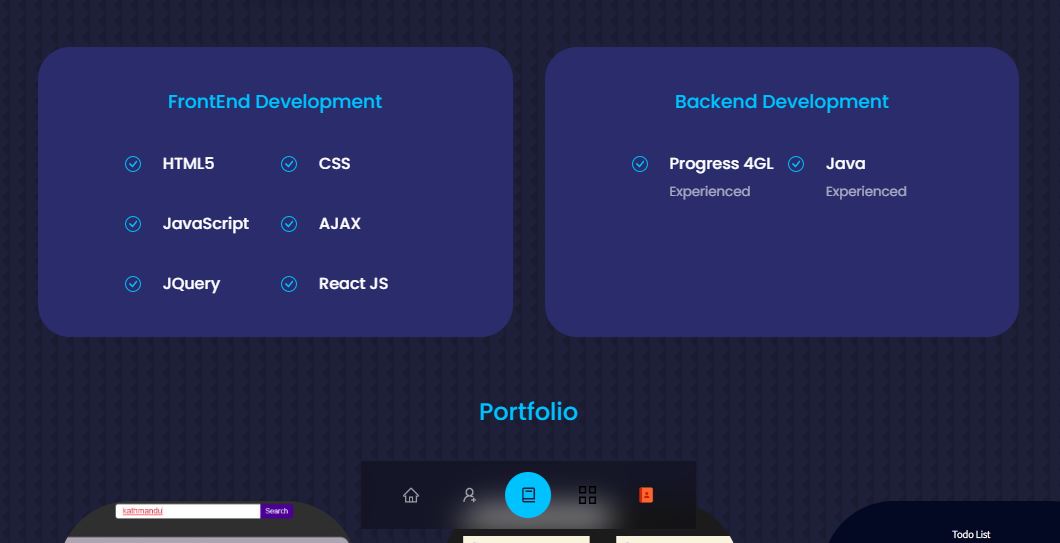 FrontEnd Development
HTML5
CSS
JavaScript
AJAX
JQuery
React JS
Backend Development
Progress 4GL
Experienced
Java
Experienced
Portfolio
kathmandu
Search
Todo List